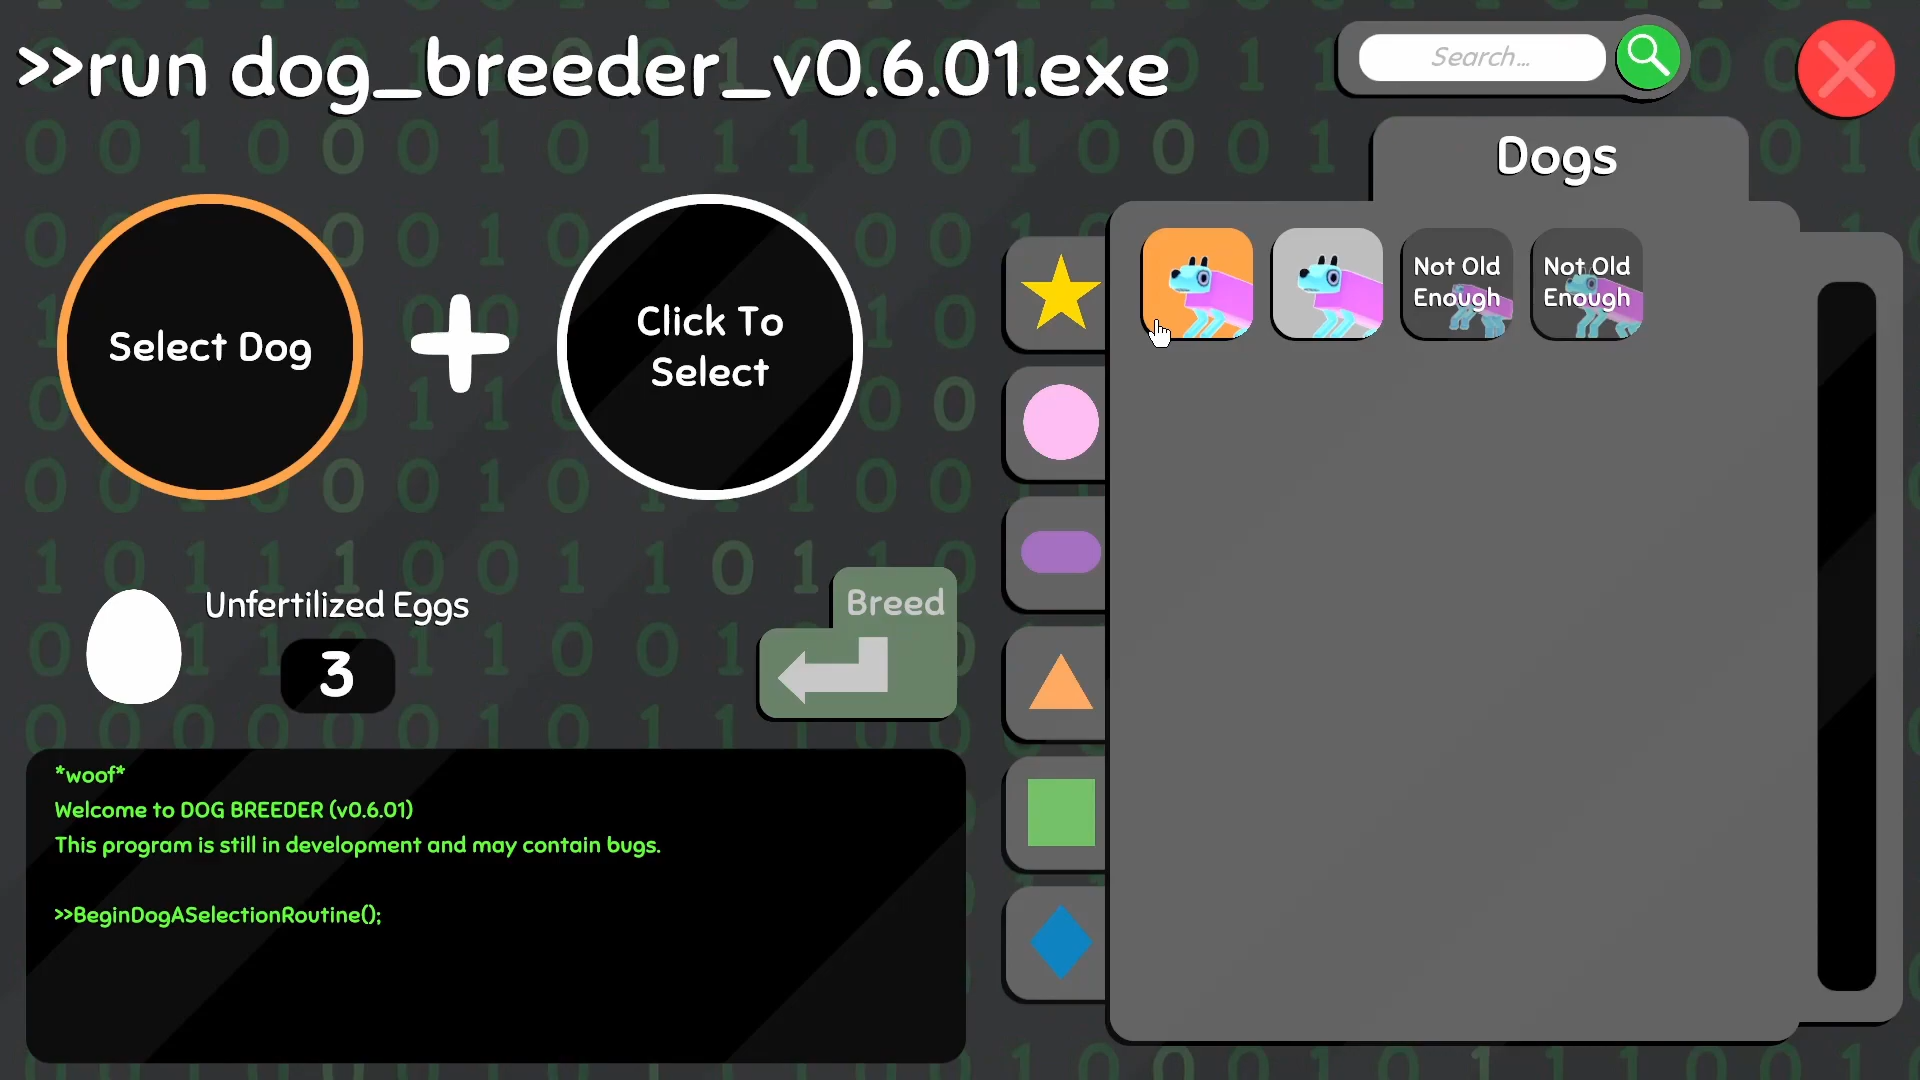 >>run dog_breeder_v0.6.01.exe
Search...
Dogs
Select Dog
Click To
Select
Not Old
Enough
Not Old
Enough
Unfertilized Eggs
3
Breed
*woof*
Welcome to DOG BREEDER (v0.6.01)
This program is still in development and may contain bugs.
>>BeginDogASelectionRoutine();